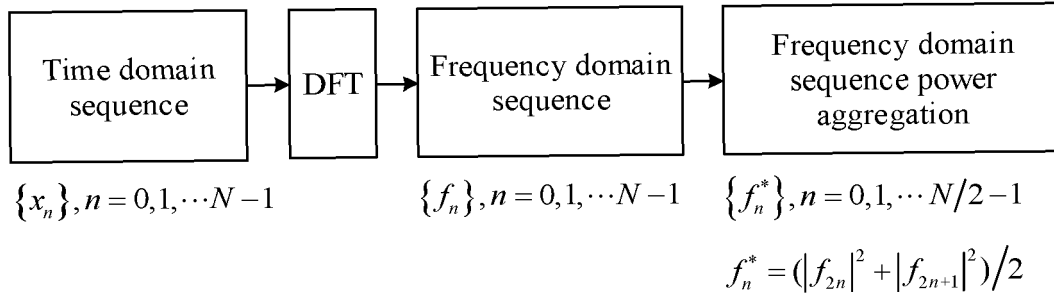 Time domain
sequence
DFT
Frequency domain
sequence
Frequency domain
sequence power
aggregation
{x_n}, n = 0,1,⋯N−1
{f_n}, n = 0,1,⋯N−1
{f_n^*}, n = 0,1,⋯N/2−1
f_n^* = (|f_{2n}|^2 + |f_{2n+1}|^2)/2